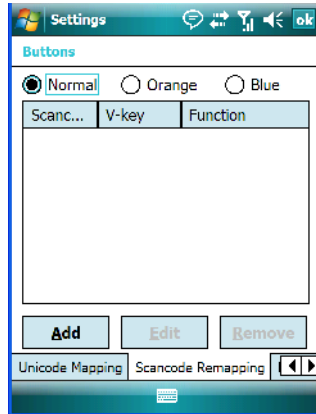 Settings ok
Buttons
Normal Orange Blue
Scanc... V-key Function
Add Edit Remove
Unicode Mapping Scancode Remapping